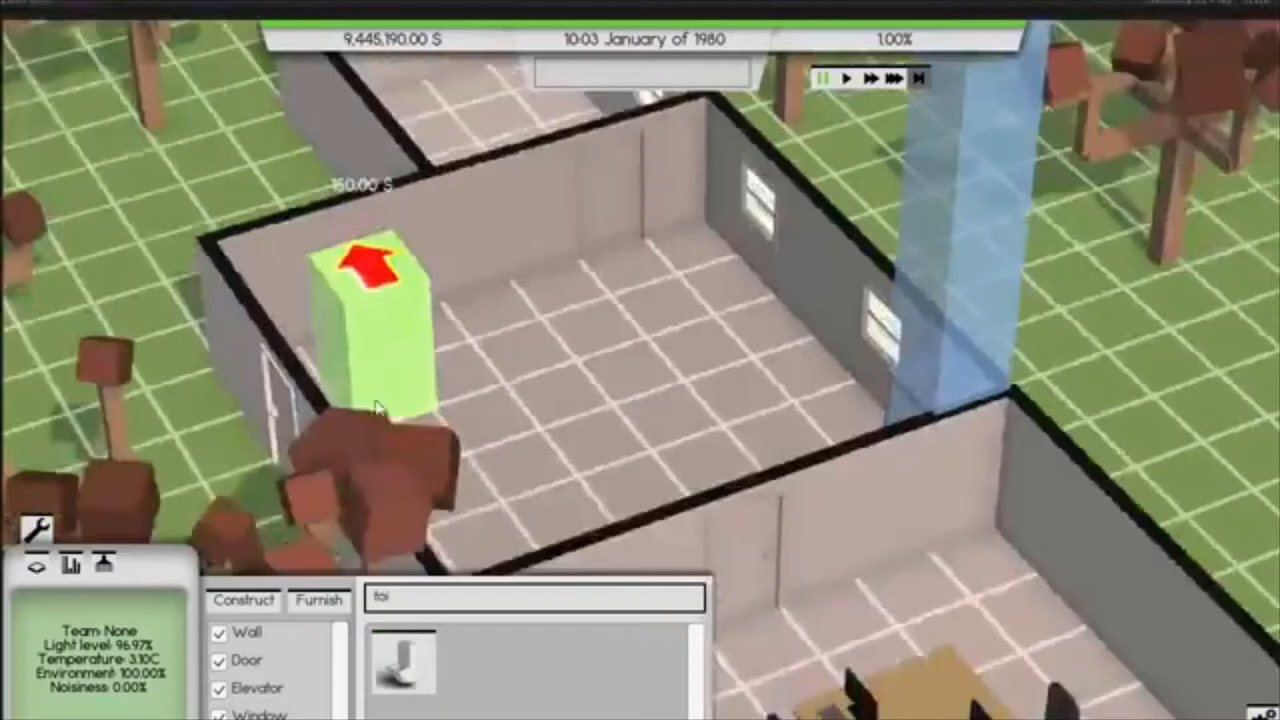 9,445,190.00 $
10:03 January of 1980
1.00%
150.00 $
Construct
Furnish
toi
Wall
Door
Elevator
Window
Team: None
Light level: 96.97%
Temperature: 3.10C
Environment: 100.00%
Noisiness: 0.00%